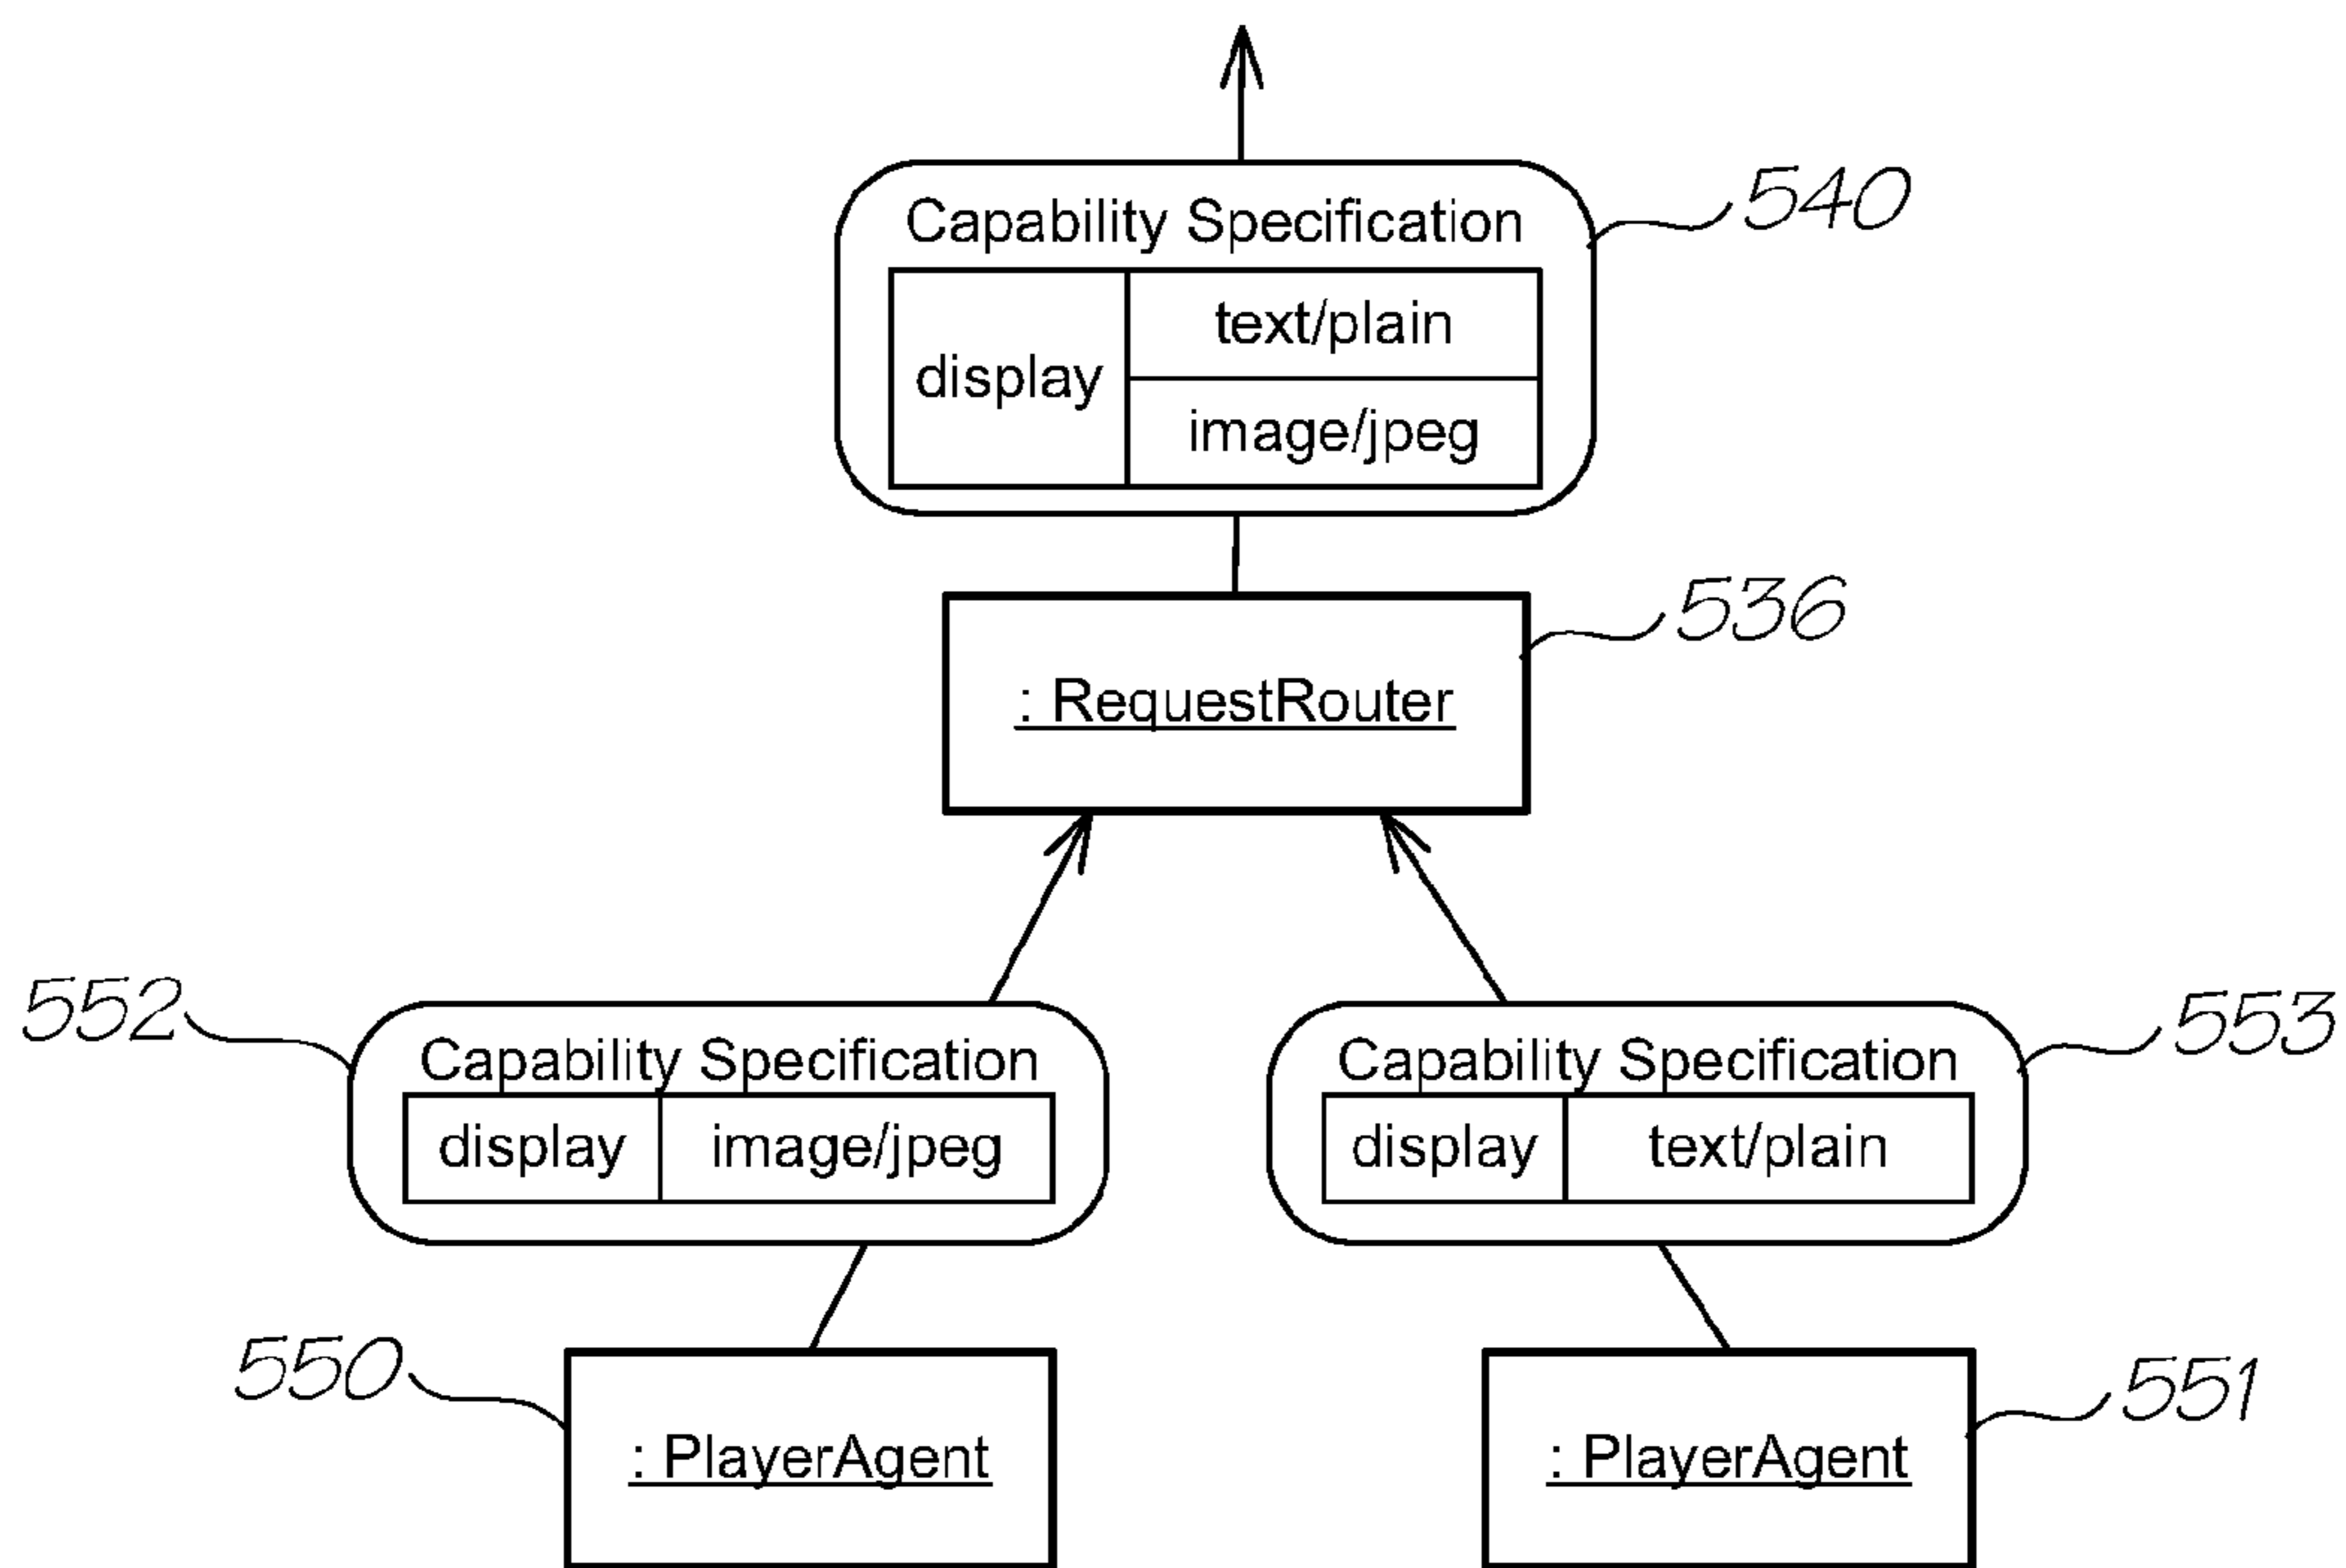 Capability Specification
540
display
text/plain
image/jpeg
536
: RequestRouter
552
Capability Specification
display image/jpeg
553
Capability Specification
display text/plain
550
: PlayerAgent
551
: PlayerAgent